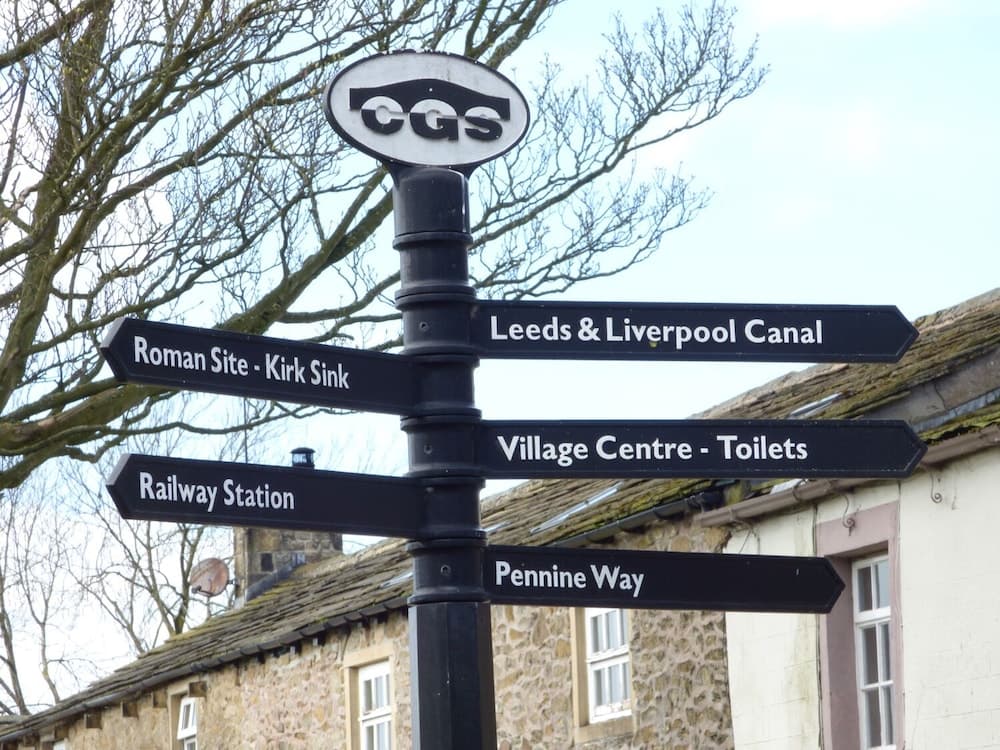 CGS
Leeds & Liverpool Canal
Roman Site - Kirk Sink
Village Centre - Toilets
Railway Station
Pennine Way